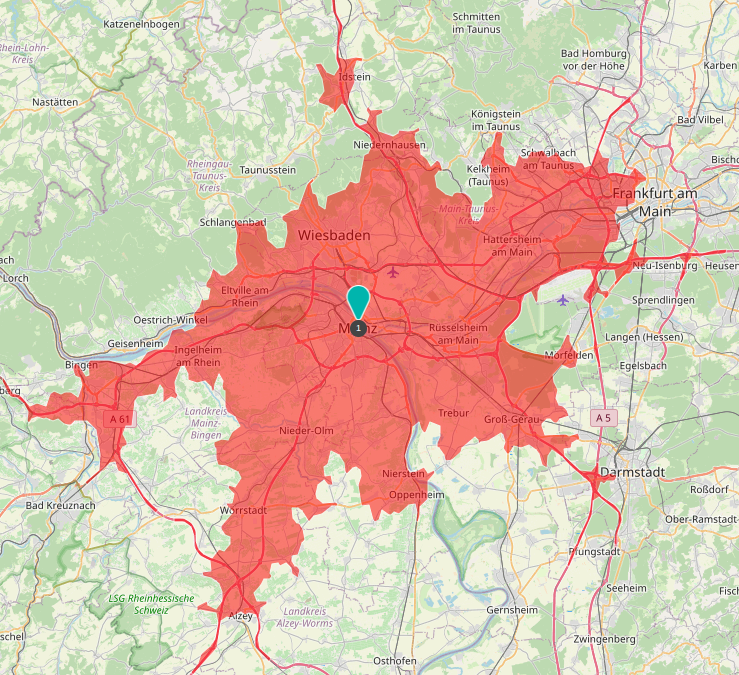 Katzenelnbogen
Schmitten
im Taunus
Rhein-Lahn-
Kreis
Bad Homburg
vor der Höhe
Karben
Idstein
Nastätten
Königstein
im Taunus
Bad Vilbel
Niedernhausen
Schwalbach
am Taunus
Rheingau-
Taunus-
Kreis
Taunusstein
Kelkheim
(Taunus)
Frankfurt am
Main
Main-Taunus-
Kreis
Schlangenbad
Wiesbaden
Hattersheim
am Main
Neu-Isenburg
Heusen
ach
Lorch
Eltville am
Rhein
Sprendlingen
Oestrich-Winkel
1
Rüsselsheim
am Main
Langen (Hessen)
Geisenheim
Ingelheim
am Rhein
Mörfelden
Bingen
Egelsbach
berg
A 61
Landkreis
Mainz-
Bingen
Trebur
Groß-Gerau
A 5
Nieder-Olm
Nierstein
Oppenheim
Darmstadt
Roßdorf
Bad Kreuznach
Wörrstadt
Ober-Ramstadt
Pfungstadt
LSG Rheinhessische
Schweiz
Seeheim
Fisch
Landkreis
Alzey-Worms
Alzey
Gernsheim
schel
Zwingenberg
Osthofen